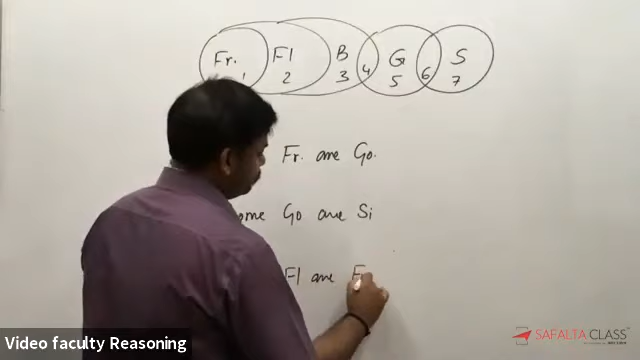 Fr. Fl B G S
1 2 3 4 5 6 7
Fr. are Go.
ome Go are Si
Fl are F
Video faculty Reasoning
SAFALTA CLASS